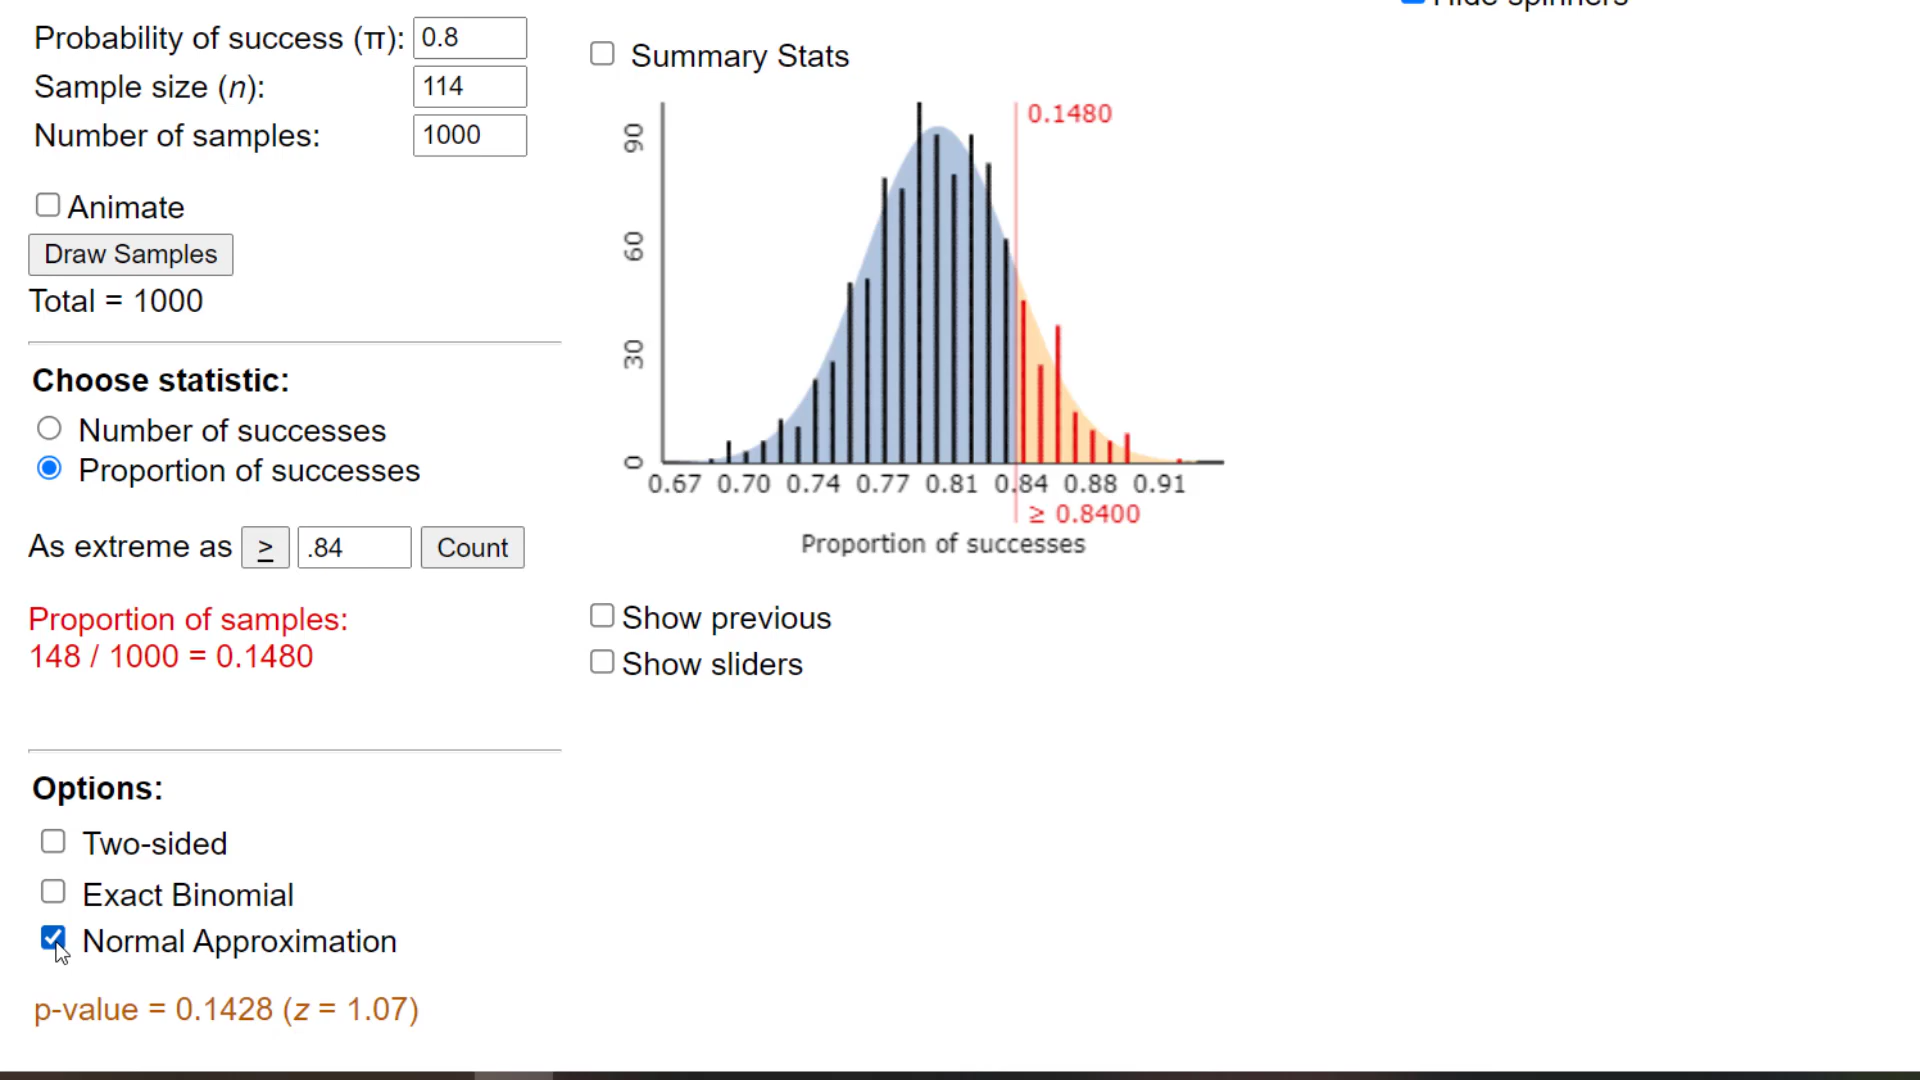 Hide spinners
Probability of success (π): 0.8
Sample size (n): 114
Number of samples: 1000
Animate
Draw Samples
Total = 1000
Choose statistic:
Number of successes
Proportion of successes
As extreme as ≥ .84 Count
Proportion of samples:
148 / 1000 = 0.1480
Options:
Two-sided
Exact Binomial
Normal Approximation
p-value = 0.1428 (z = 1.07)
Summary Stats
0.1480
90
60
30
0
0.67 0.70 0.74 0.77 0.81 0.84 0.88 0.91
≥ 0.8400
Proportion of successes
Show previous
Show sliders